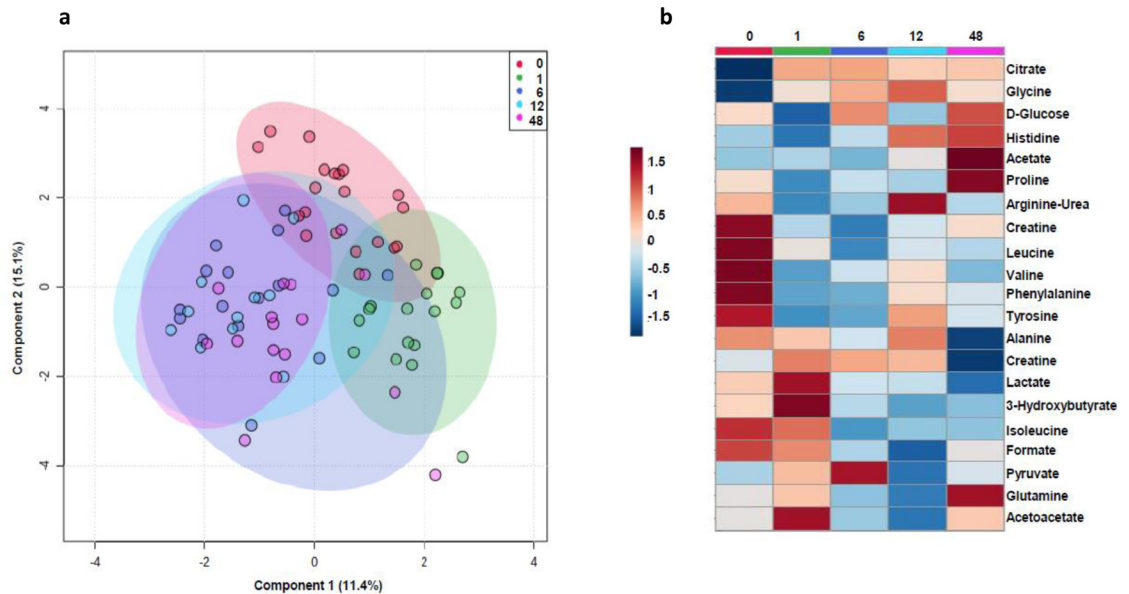 a
0
1
6
12
48
4
2
0
-2
-4
Component 2 (15.1%)
-4 -2 0 2 4
Component 1 (11.4%)
b
0 1 6 12 48
Citrate
Glycine
D-Glucose
Histidine
Acetate
Proline
Arginine-Urea
Creatine
Leucine
Valine
Phenylalanine
Tyrosine
Alanine
Creatine
Lactate
3-Hydroxybutyrate
Isoleucine
Formate
Pyruvate
Glutamine
Acetoacetate
1.5
1
0.5
0
-0.5
-1
-1.5